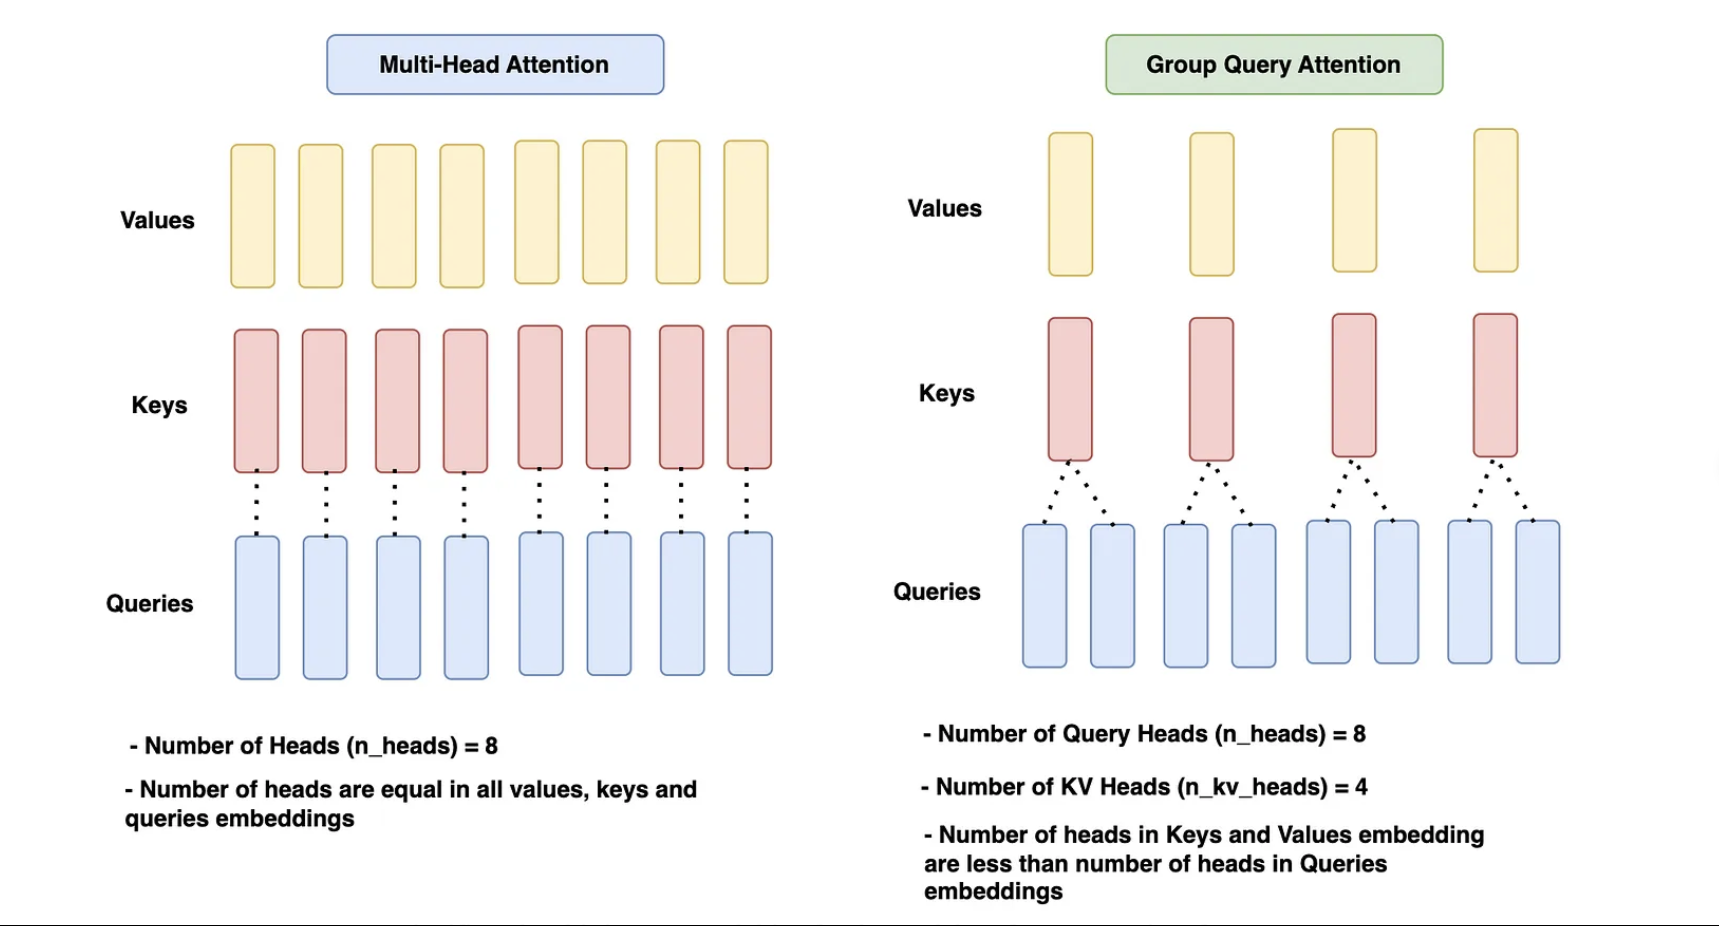 Multi-Head Attention
Values
Keys
Queries
- Number of Heads (n_heads) = 8
- Number of heads are equal in all values, keys and
queries embeddings
Group Query Attention
Values
Keys
Queries
- Number of Query Heads (n_heads) = 8
- Number of KV Heads (n_kv_heads) = 4
- Number of heads in Keys and Values embedding
are less than number of heads in Queries
embeddings